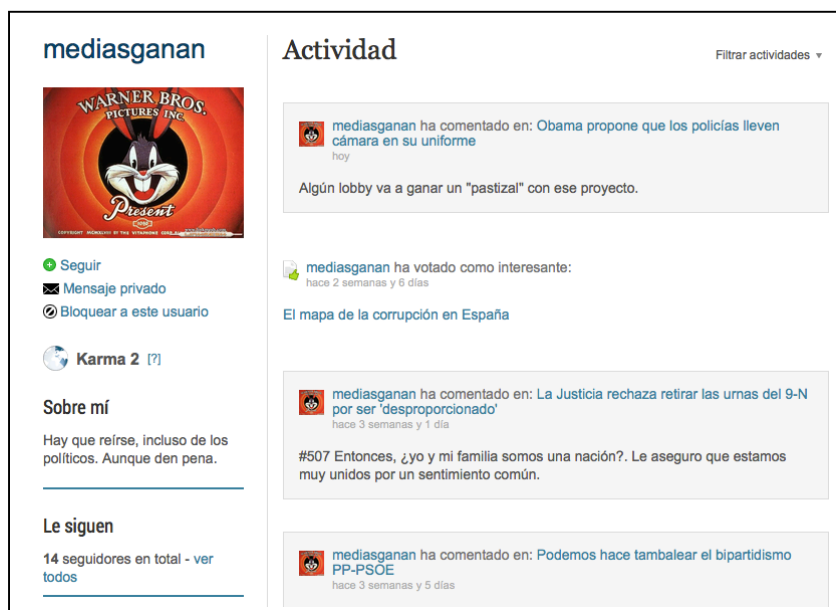 mediasganan
WARNER BROS.
PICTURES INC.
Present
Seguir
Mensaje privado
Bloquear a este usuario
Karma 2 [?]
Sobre mí
Hay que reírse, incluso de los
políticos. Aunque den pena.
Le siguen
14 seguidores en total - ver
todos
Actividad
Filtrar actividades
mediasganan ha comentado en: Obama propone que los policías lleven
cámara en su uniforme
hoy
Algún lobby va a ganar un "pastizal" con ese proyecto.
mediasganan ha votado como interesante:
hace 2 semanas y 6 días
El mapa de la corrupción en España
mediasganan ha comentado en: La Justicia rechaza retirar las urnas del 9-N
por ser 'desproporcionado'
hace 3 semanas y 1 día
#507 Entonces, ¿yo y mi familia somos una nación?. Le aseguro que estamos
muy unidos por un sentimiento común.
mediasganan ha comentado en: Podemos hace tambalear el bipartidismo
PP-PSOE
hace 3 semanas y 5 días